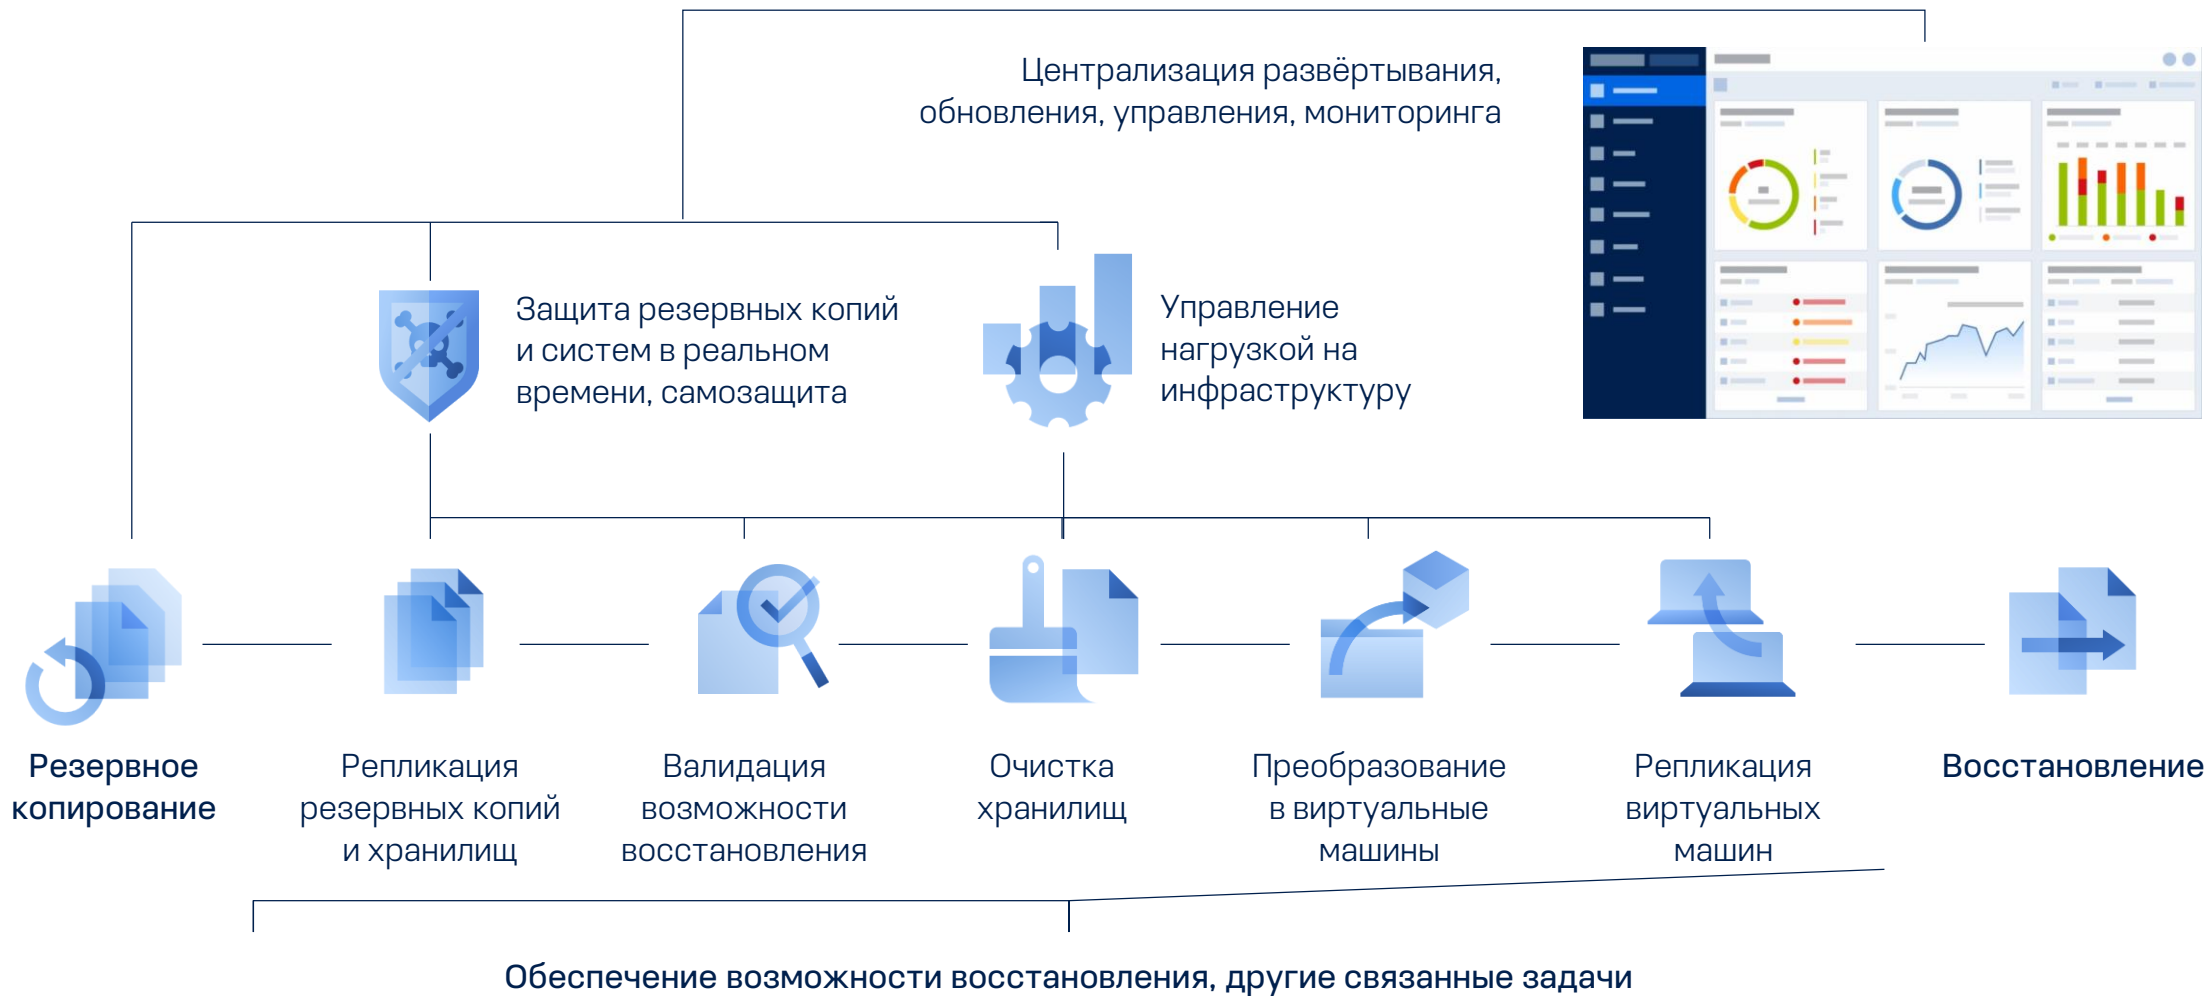 Централизация развёртывания,
обновления, управления, мониторинга
Защита резервных копий
и систем в реальном
времени, самозащита
Управление
нагрузкой на
инфраструктуру
Резервное
копирование
Репликация
резервных копий
и хранилищ
Валидация
возможности
восстановления
Очистка
хранилищ
Преобразование
в виртуальные
машины
Репликация
виртуальных
машин
Восстановление
Обеспечение возможности восстановления, другие связанные задачи